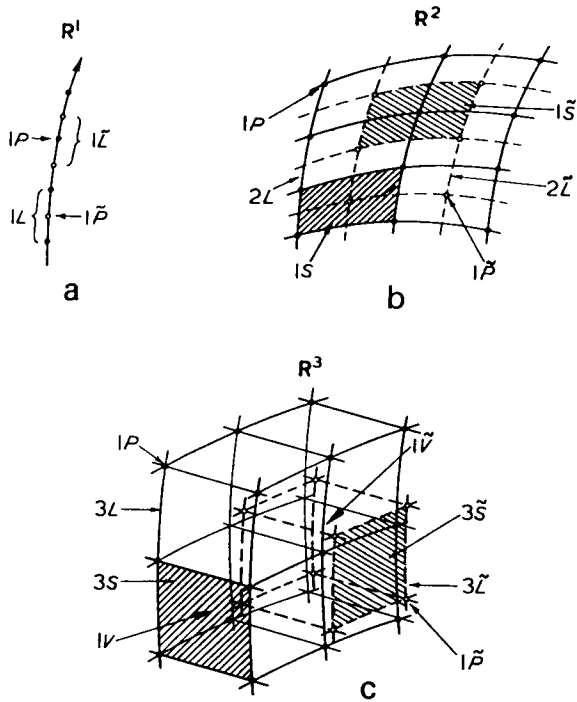 R¹
1P
1L̃
1L
1P̃
a
R²
1P
1S̃
2L
2L̃
1S
1P̃
b
R³
1P
1Ṽ
3L
3S̃
3S
3L̃
1V
1P̃
c